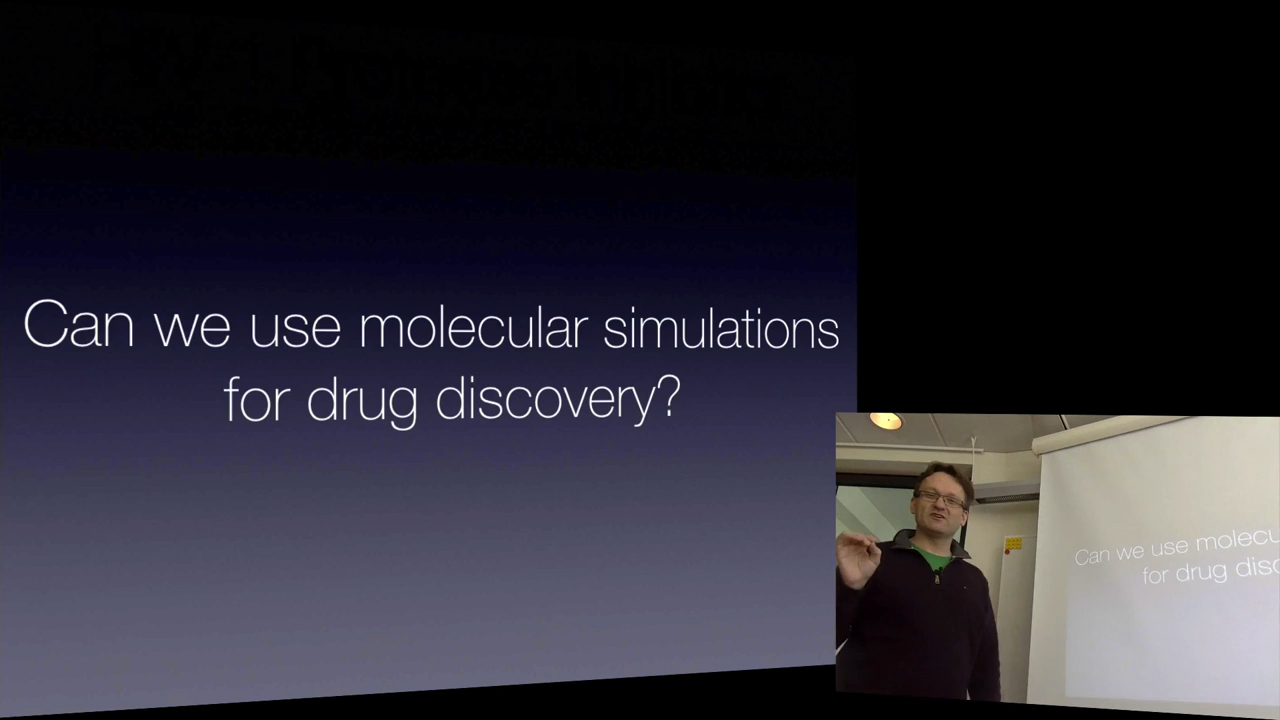 Can we use molecular simulations
for drug discovery?
Can we use molecu
for drug disc